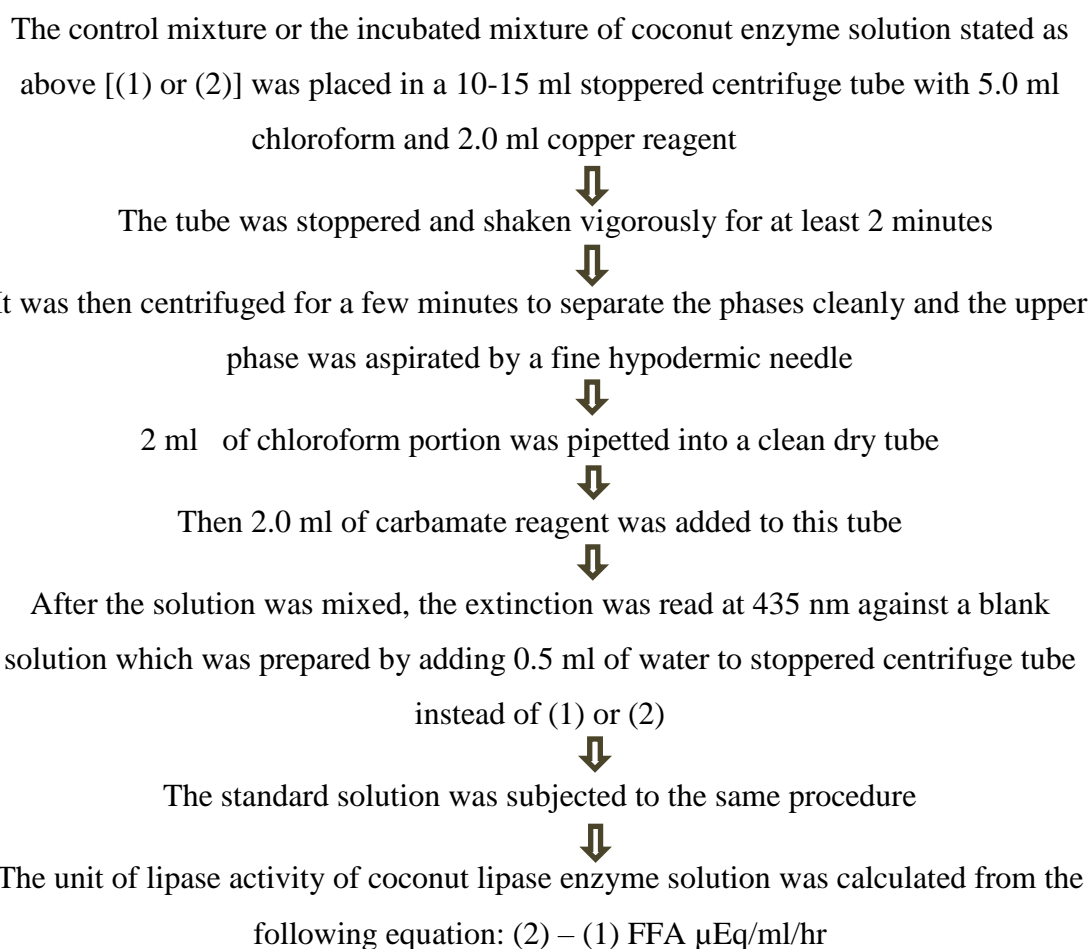 The control mixture or the incubated mixture of coconut enzyme solution stated as
above [(1) or (2)] was placed in a 10-15 ml stoppered centrifuge tube with 5.0 ml
chloroform and 2.0 ml copper reagent
The tube was stoppered and shaken vigorously for at least 2 minutes
It was then centrifuged for a few minutes to separate the phases cleanly and the upper
phase was aspirated by a fine hypodermic needle
2 ml of chloroform portion was pipetted into a clean dry tube
Then 2.0 ml of carbamate reagent was added to this tube
After the solution was mixed, the extinction was read at 435 nm against a blank
solution which was prepared by adding 0.5 ml of water to stoppered centrifuge tube
instead of (1) or (2)
The standard solution was subjected to the same procedure
The unit of lipase activity of coconut lipase enzyme solution was calculated from the
following equation: (2) – (1) FFA µEq/ml/hr